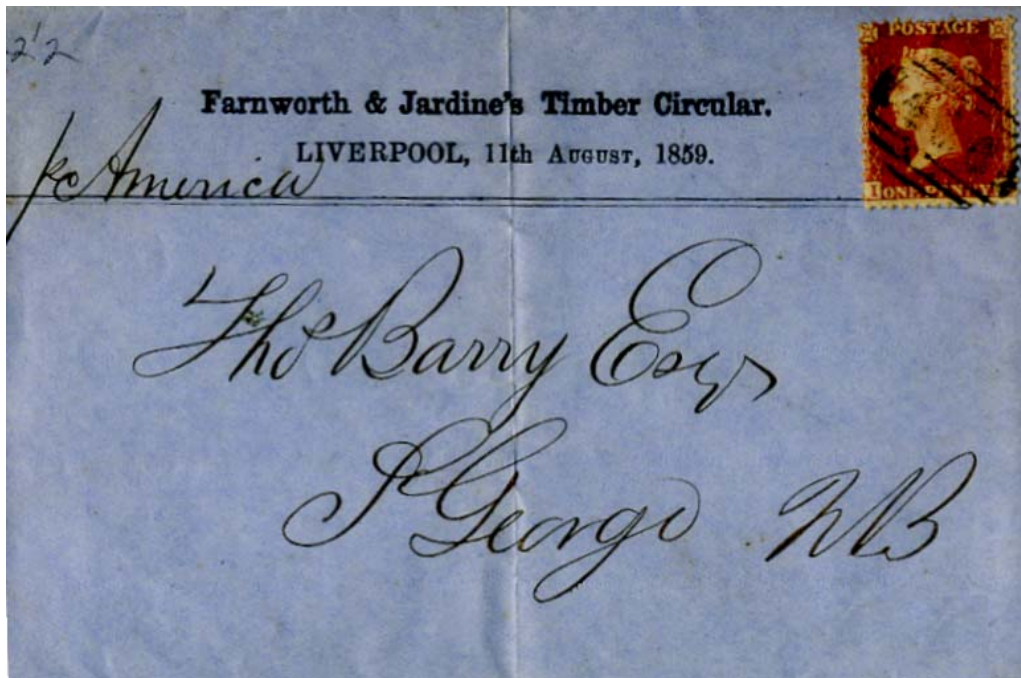 2'2
POSTAGE
Farnworth & Jardine's Timber Circular.
LIVERPOOL, 11th AUGUST, 1859.
pr America
I ONE PENNY
Thos Barry Esqr
St George NB